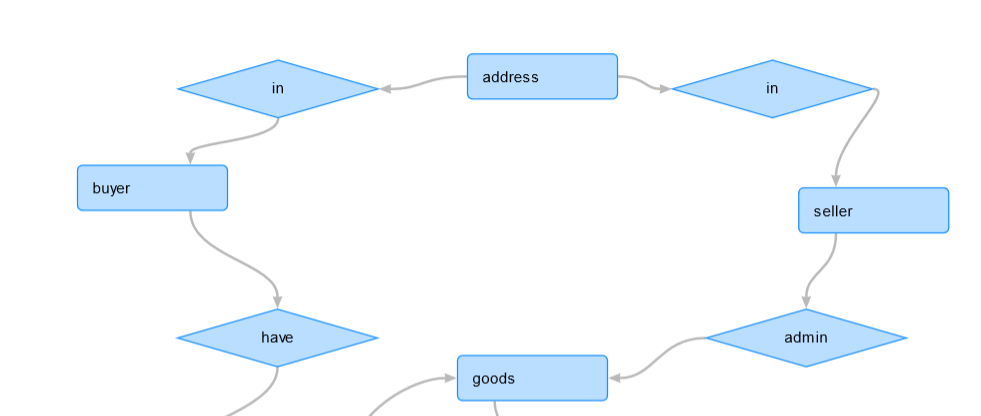 address
in
in
buyer
seller
have
admin
goods